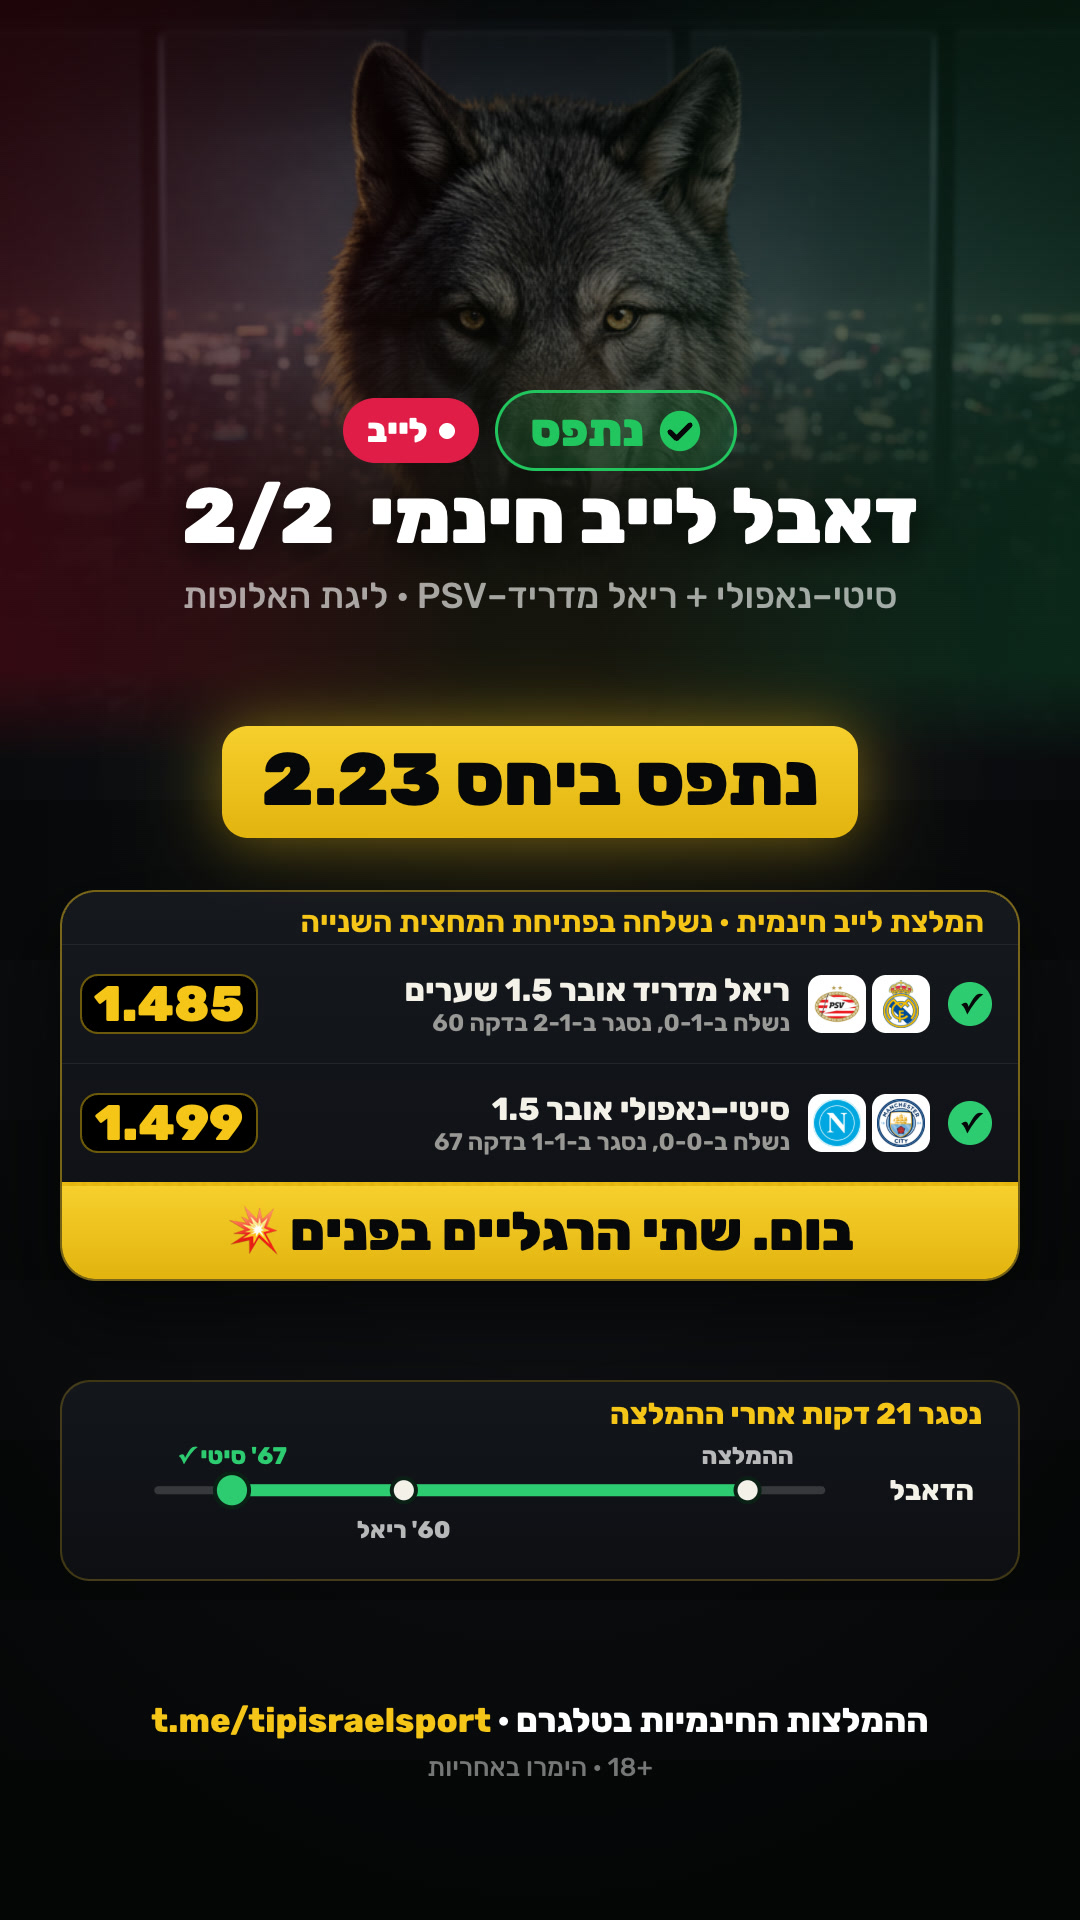 נתפס • לייב
דאבל לייב חינמי 2/2
סיטי-נאפולי + ריאל מדריד-PSV • ליגת האלופות
נתפס ביחס 2.23
המלצת לייב חינמית • נשלחה בפתיחת המחצית השנייה
ריאל מדריד אובר 1.5 שערים 1.485
נשלח ב-0-1, נסגר ב-2-1 בדקה 60
PSV
סיטי-נאפולי אובר 1.5 1.499
נשלח ב-0-0, נסגר ב-1-1 בדקה 67
MANCHESTER CITY
N
בום. שתי הרגליים בפנים 💥
נסגר 21 דקות אחרי ההמלצה
ההמלצה 67' סיטי ✓
הדאבל
60' ריאל
ההמלצות החינמיות בטלגרם • t.me/tipisraelsport
18+ • הימרו באחריות